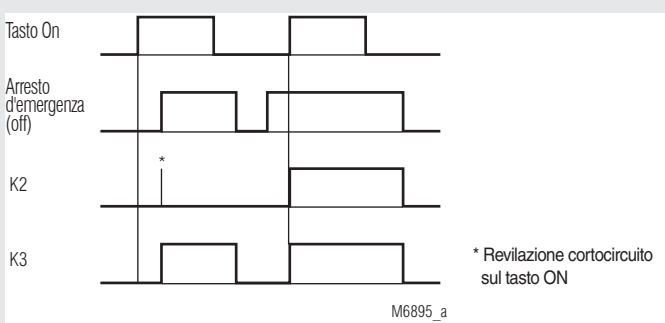 Tasto On
Arresto
d'emergenza
(off)
*
K2
K3
* Revilazione cortocircuito
sul tasto ON
M6895_a